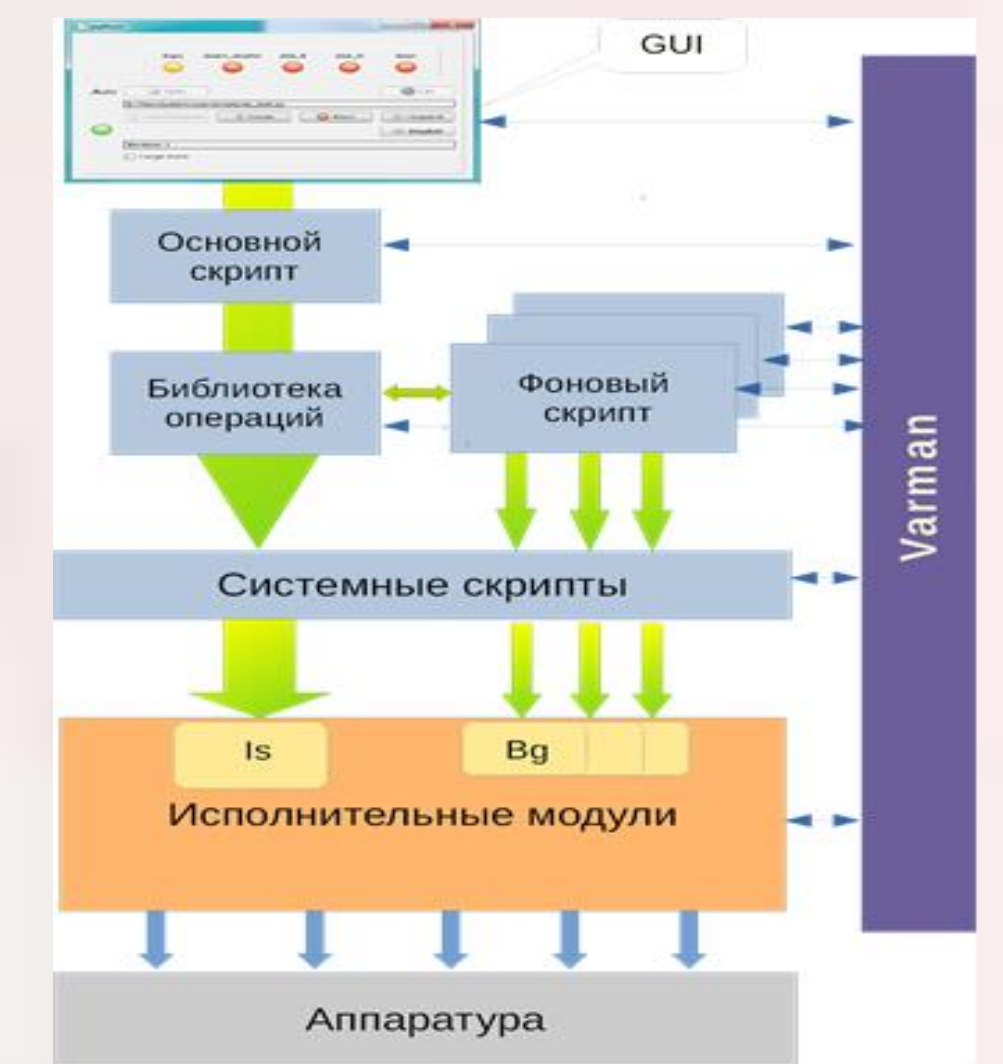 GUI
Основной
скрипт
Библиотека
операций
Фоновый
скрипт
Varman
Системные скрипты
Is
Bg
Исполнительные модули
Аппаратура